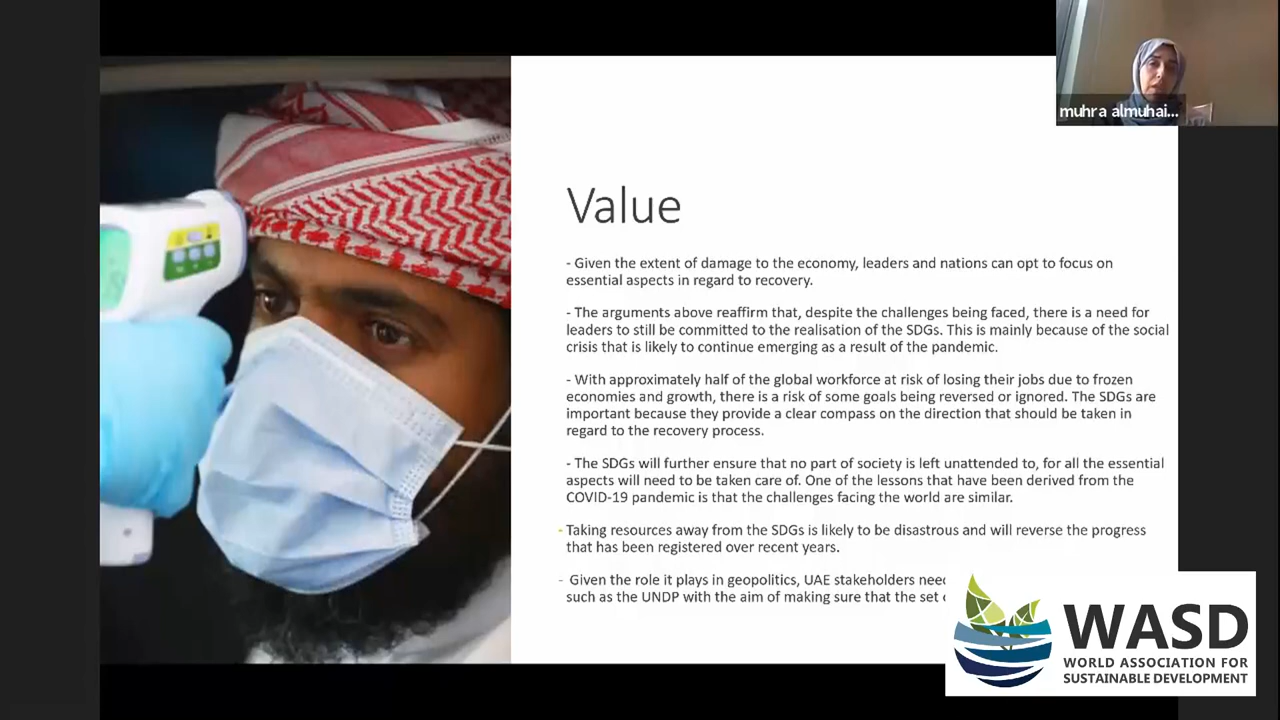 muhra almuhai...
Value
- Given the extent of damage to the economy, leaders and nations can opt to focus on
essential aspects in regard to recovery.
- The arguments above reaffirm that, despite the challenges being faced, there is a need for
leaders to still be committed to the realisation of the SDGs. This is mainly because of the social
crisis that is likely to continue emerging as a result of the pandemic.
- With approximately half of the global workforce at risk of losing their jobs due to frozen
economies and growth, there is a risk of some goals being reversed or ignored. The SDGs are
important because they provide a clear compass on the direction that should be taken in
regard to the recovery process.
- The SDGs will further ensure that no part of society is left unattended to, for all the essential
aspects will need to be taken care of. One of the lessons that have been derived from the
COVID-19 pandemic is that the challenges facing the world are similar.
- Taking resources away from the SDGs is likely to be disastrous and will reverse the progress
that has been registered over recent years.
- Given the role it plays in geopolitics, UAE stakeholders
such as the UNDP with the aim of making sure that the set
WASD
WORLD ASSOCIATION FOR
SUSTAINABLE DEVELOPMENT